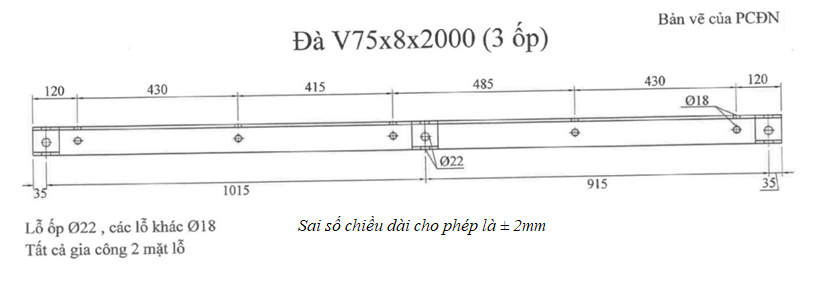 Bản vẽ của PCĐN
Đà V75x8x2000 (3 ốp)
120 430 415 485 430 120
Ø18
Ø22
35 1015 915 35
Lỗ ốp Ø22 , các lỗ khác Ø18
Sai số chiều dài cho phép là ± 2mm
Tất cả gia công 2 mặt lỗ